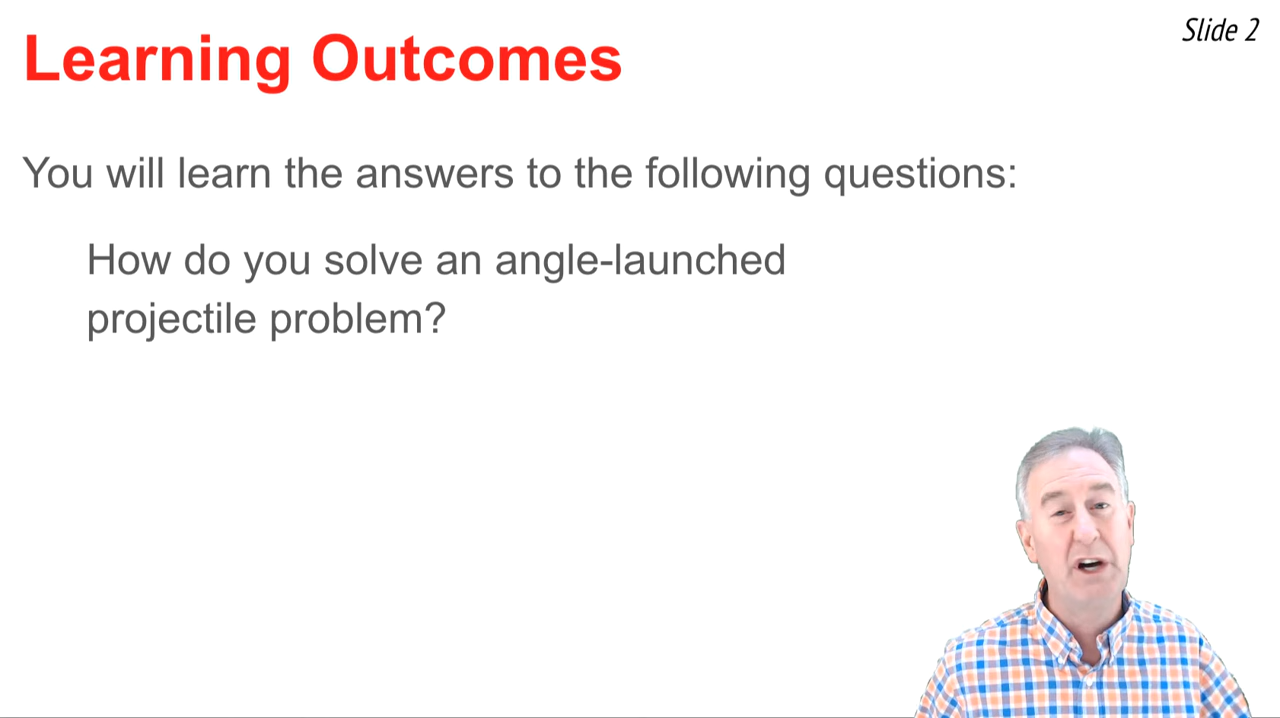 Slide 2
Learning Outcomes
You will learn the answers to the following questions:
How do you solve an angle-launched
projectile problem?